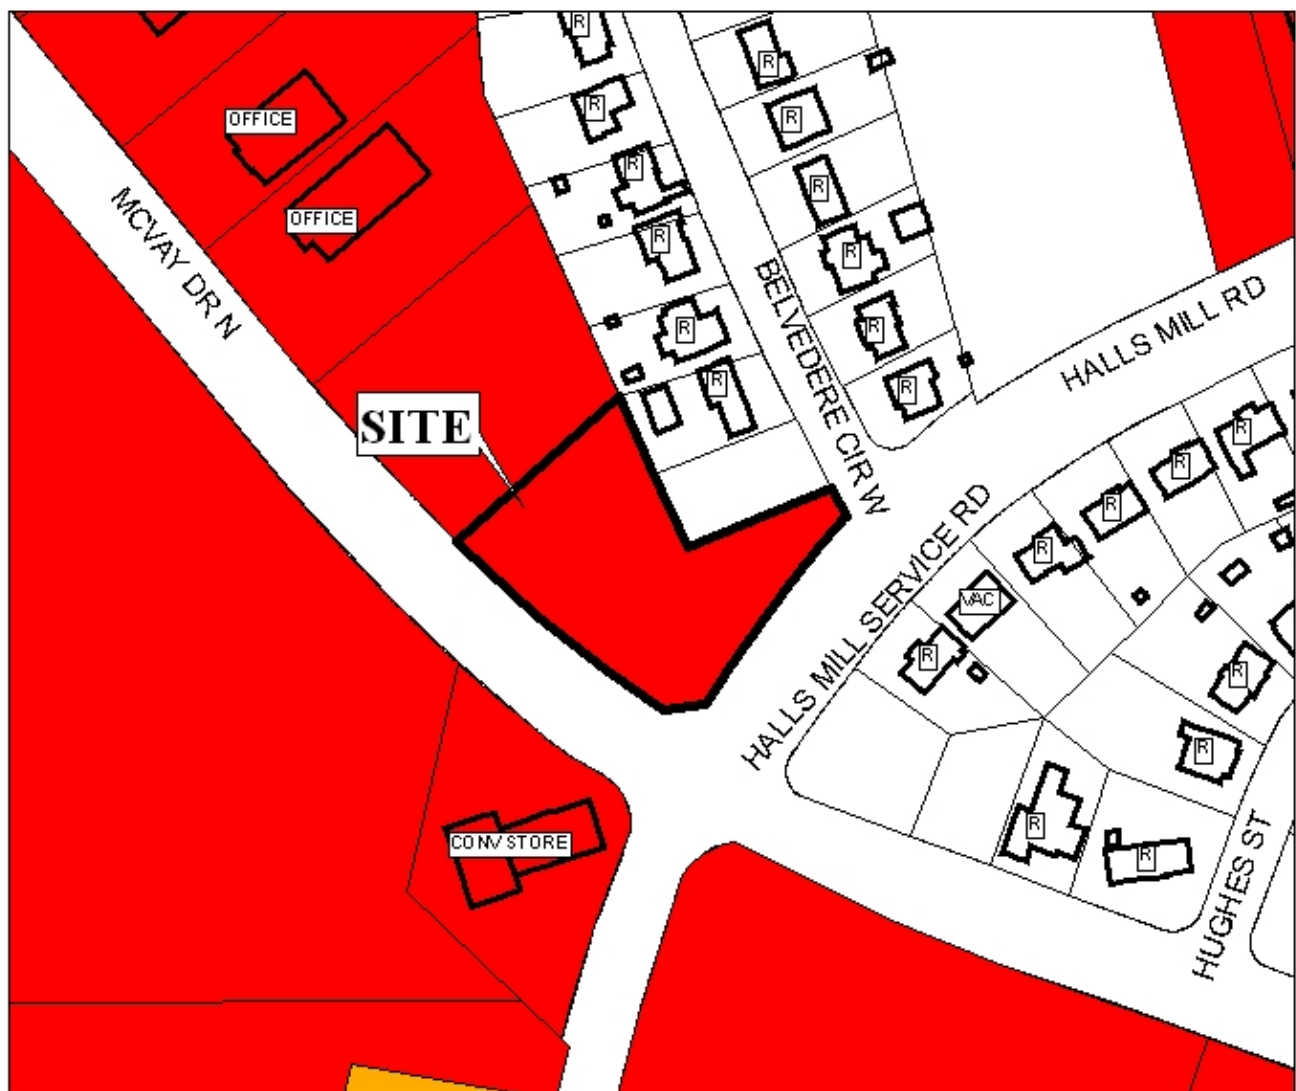 R
R
R
OFFICE
R
R
R
MCVAY DR N
R
OFFICE
R
R
BELVEDERE CIR W
HALLS MILL RD
R
R
R
R
SITE
R
R
R
HALLS MILL SERVICE RD
R
VAC
R
R
R
R
CONV STORE
R
HUGHES ST